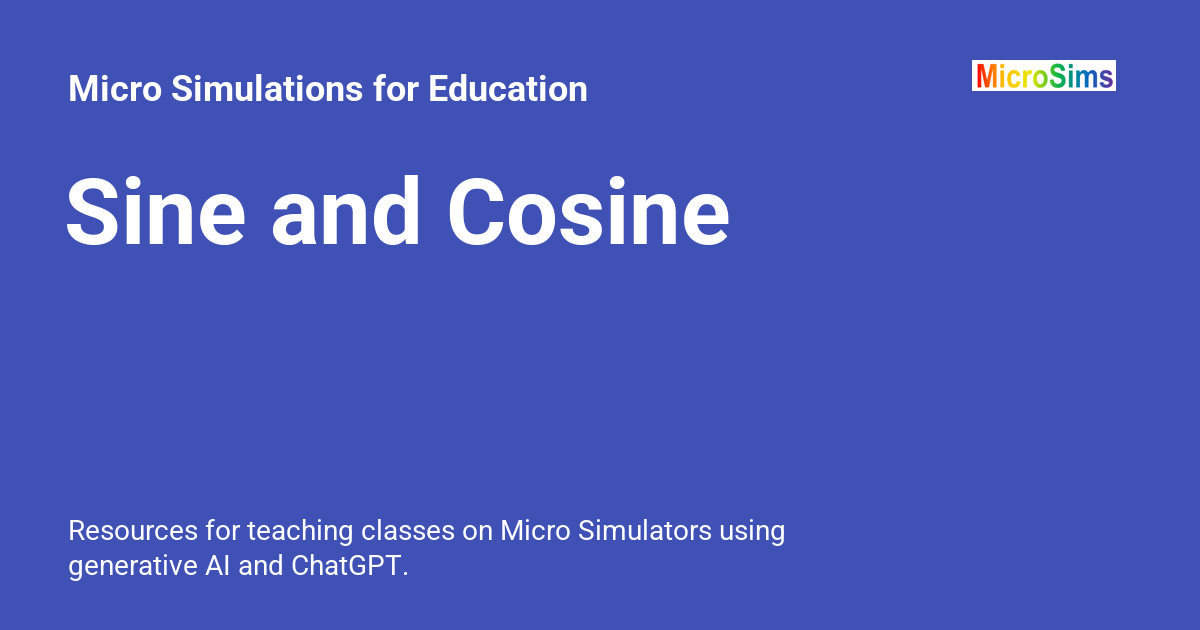 Micro Simulations for Education
MicroSims
Sine and Cosine
Resources for teaching classes on Micro Simulators using
generative AI and ChatGPT.